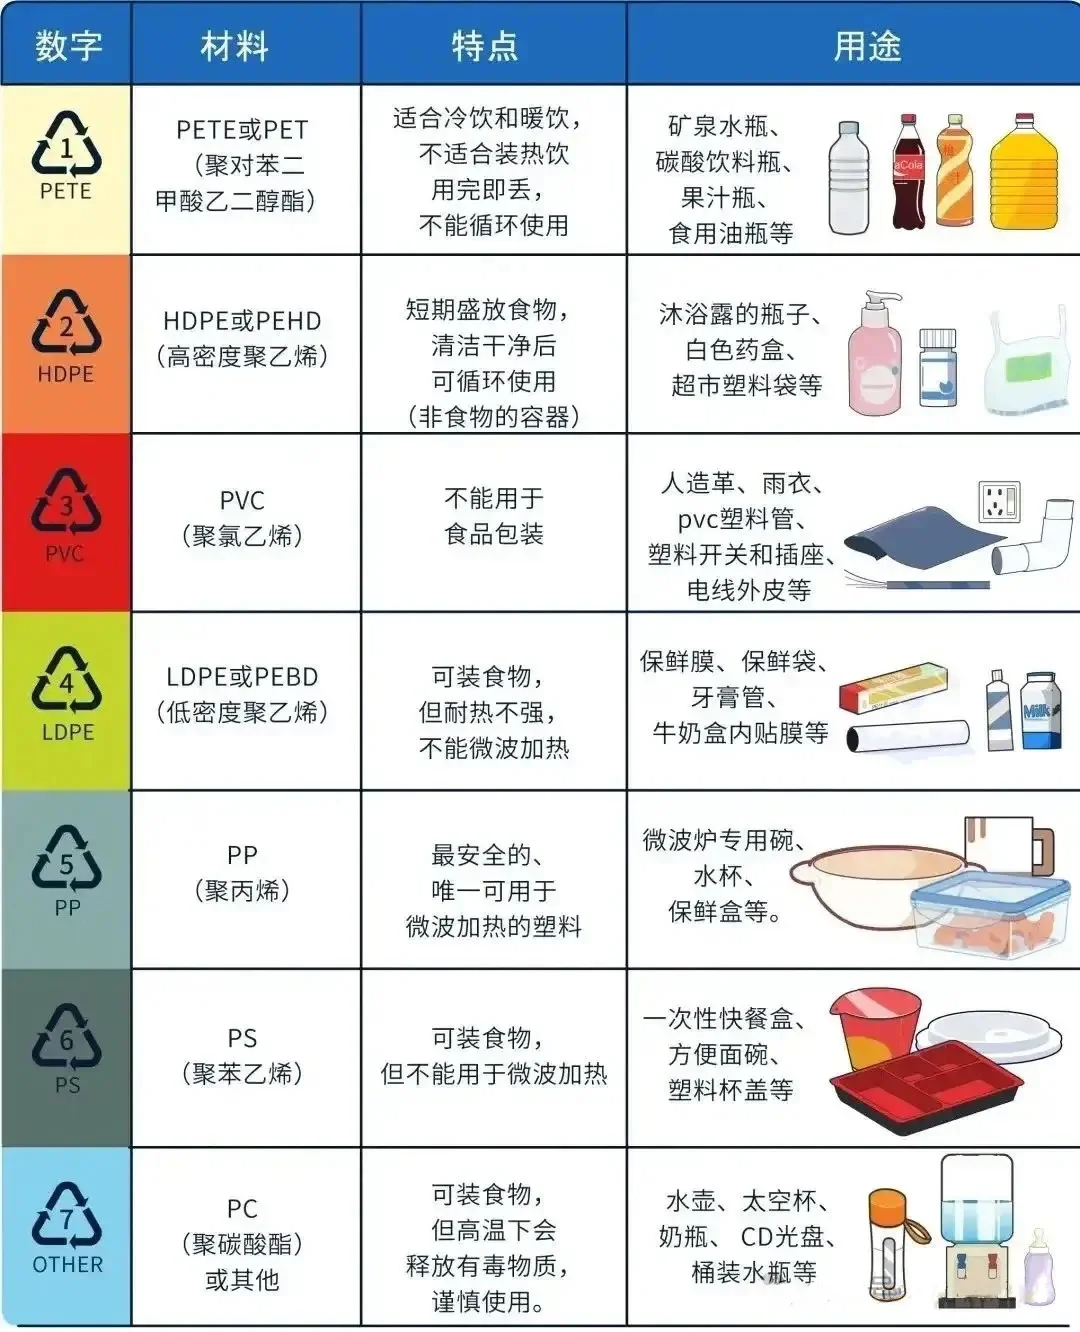 数字 材料 特点 用途
1
PETE
PETE或PET
（聚对苯二
甲酸乙二醇酯）
适合冷饮和暖饮，
不适合装热饮
用完即丢，
不能循环使用
矿泉水瓶、
碳酸饮料瓶、
果汁瓶、
食用油瓶等
aCola
2
HDPE
HDPE或PEHD
（高密度聚乙烯）
短期盛放食物，
清洁干净后
可循环使用
（非食物的容器）
沐浴露的瓶子、
白色药盒、
超市塑料袋等
3
PVC
PVC
（聚氯乙烯）
不能用于
食品包装
人造革、雨衣、
pvc塑料管、
塑料开关和插座、
电线外皮等
4
LDPE
LDPE或PEBD
（低密度聚乙烯）
可装食物，
但耐热不强，
不能微波加热
保鲜膜、保鲜袋、
牙膏管、
牛奶盒内贴膜等
Milk
5
PP
PP
（聚丙烯）
最安全的、
唯一可用于
微波加热的塑料
微波炉专用碗、
水杯、
保鲜盒等。
6
PS
PS
（聚苯乙烯）
可装食物，
但不能用于微波加热
一次性快餐盒、
方便面碗、
塑料杯盖等
7
OTHER
PC
（聚碳酸酯）
或其他
可装食物，
但高温下会
释放有毒物质，
谨慎使用。
水壶、太空杯、
奶瓶、CD光盘、
桶装水瓶等